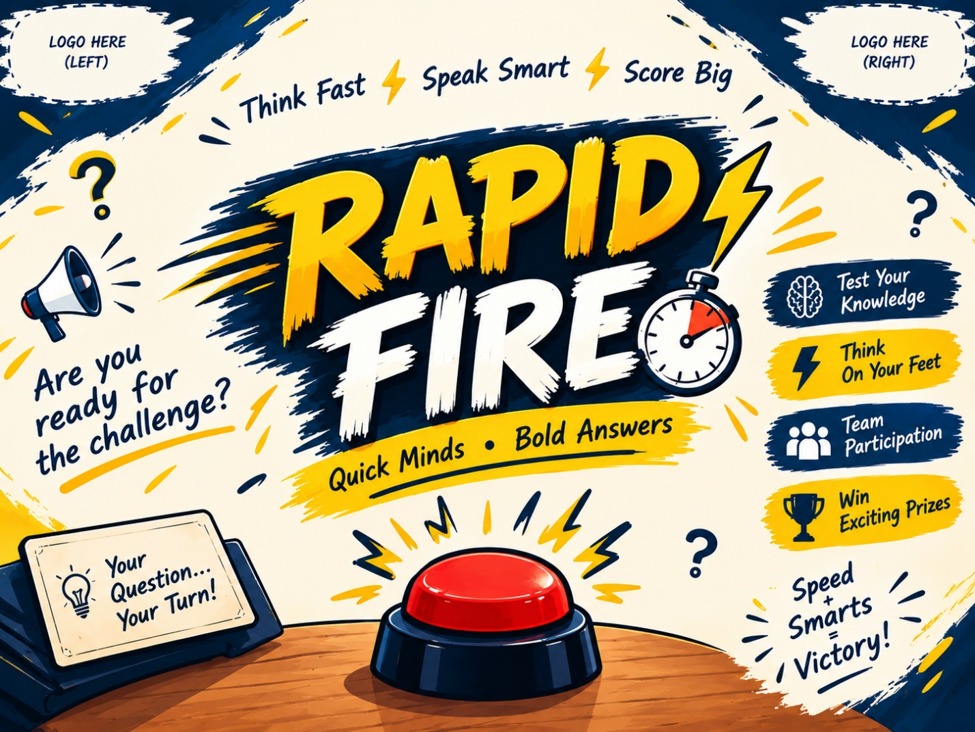 LOGO HERE
(LEFT)
LOGO HERE
(RIGHT)
Think Fast Speak Smart Score Big
RAPID
FIRE
Quick Minds • Bold Answers
?
?
?
Are you
ready for
the challenge?
Test Your
Knowledge
Think
On Your Feet
Team
Participation
Win
Exciting Prizes
Your
Question...
Your Turn!
Speed
+
Smarts
=
Victory!